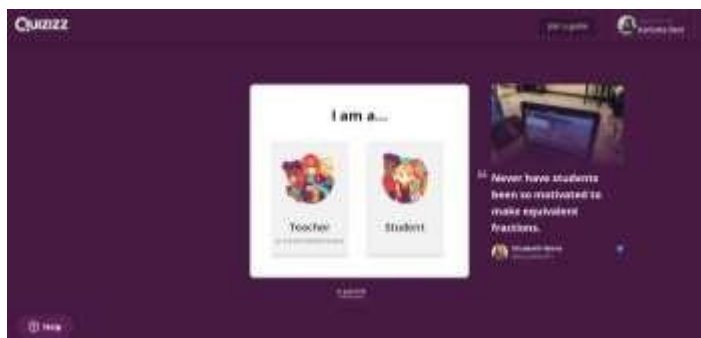 Quizizz
I am a...
Teacher
Student
“ Never have students
been so motivated to
make equivalent
fractions.
Help